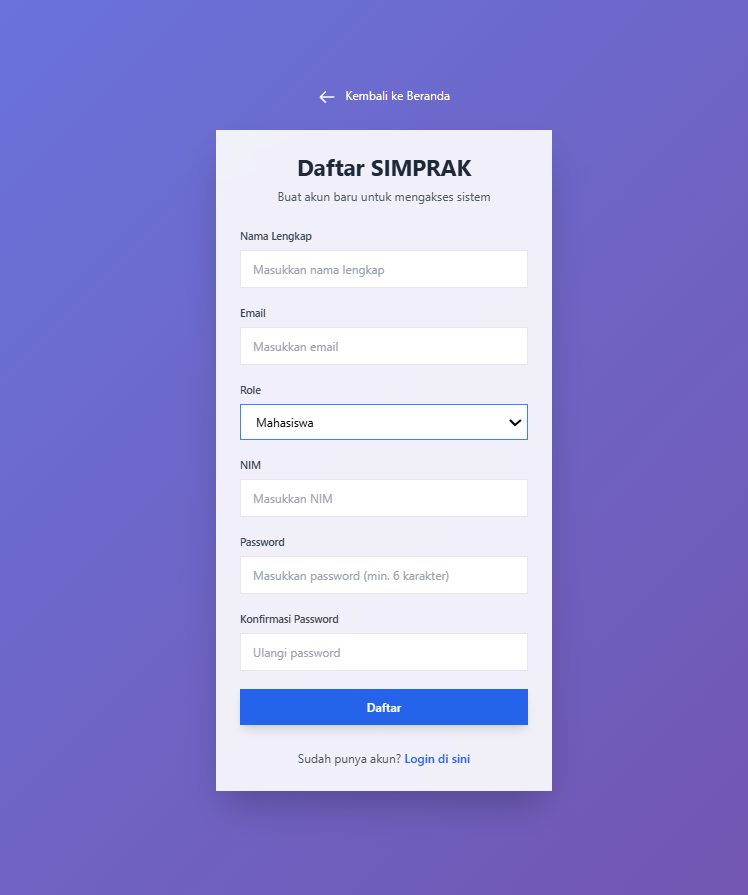 Kembali ke Beranda
Daftar SIMPRAK
Buat akun baru untuk mengakses sistem
Nama Lengkap
Masukkan nama lengkap
Email
Masukkan email
Role
Mahasiswa
NIM
Masukkan NIM
Password
Masukkan password (min. 6 karakter)
Konfirmasi Password
Ulangi password
Daftar
Sudah punya akun? Login di sini